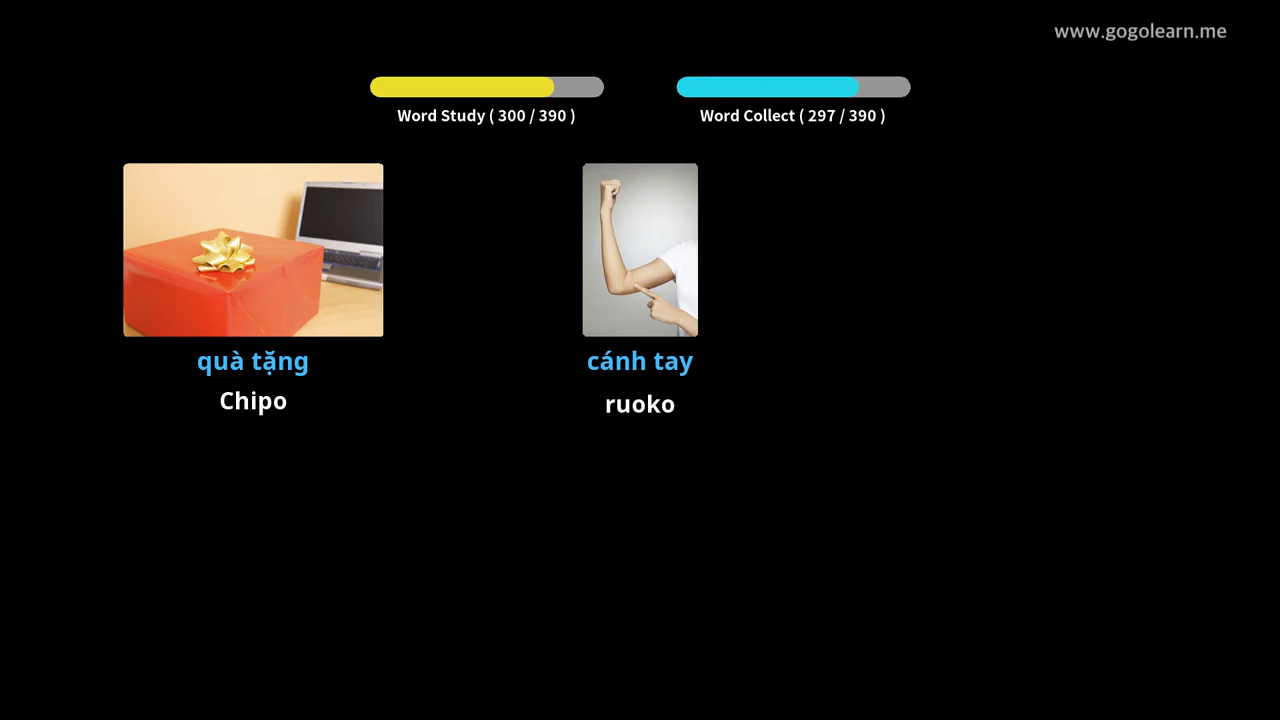 www.gogolearn.me
Word Study ( 300 / 390 )
Word Collect ( 297 / 390 )
quà tặng
Chipo
cánh tay
ruoko